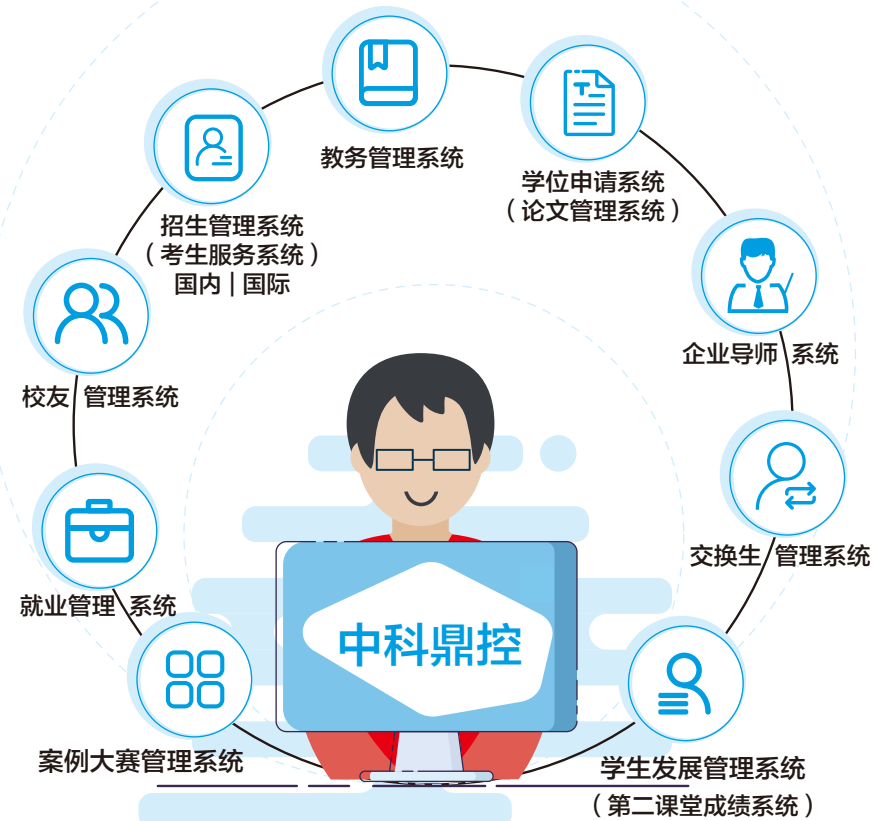 教务管理系统
学位申请系统
（论文管理系统）
招生管理系统
（考生服务系统）
国内 | 国际
企业导师 系统
校友 管理系统
交换生 管理系统
就业管理 系统
中科鼎控
案例大赛管理系统
学生发展管理系统
（第二课堂成绩系统）